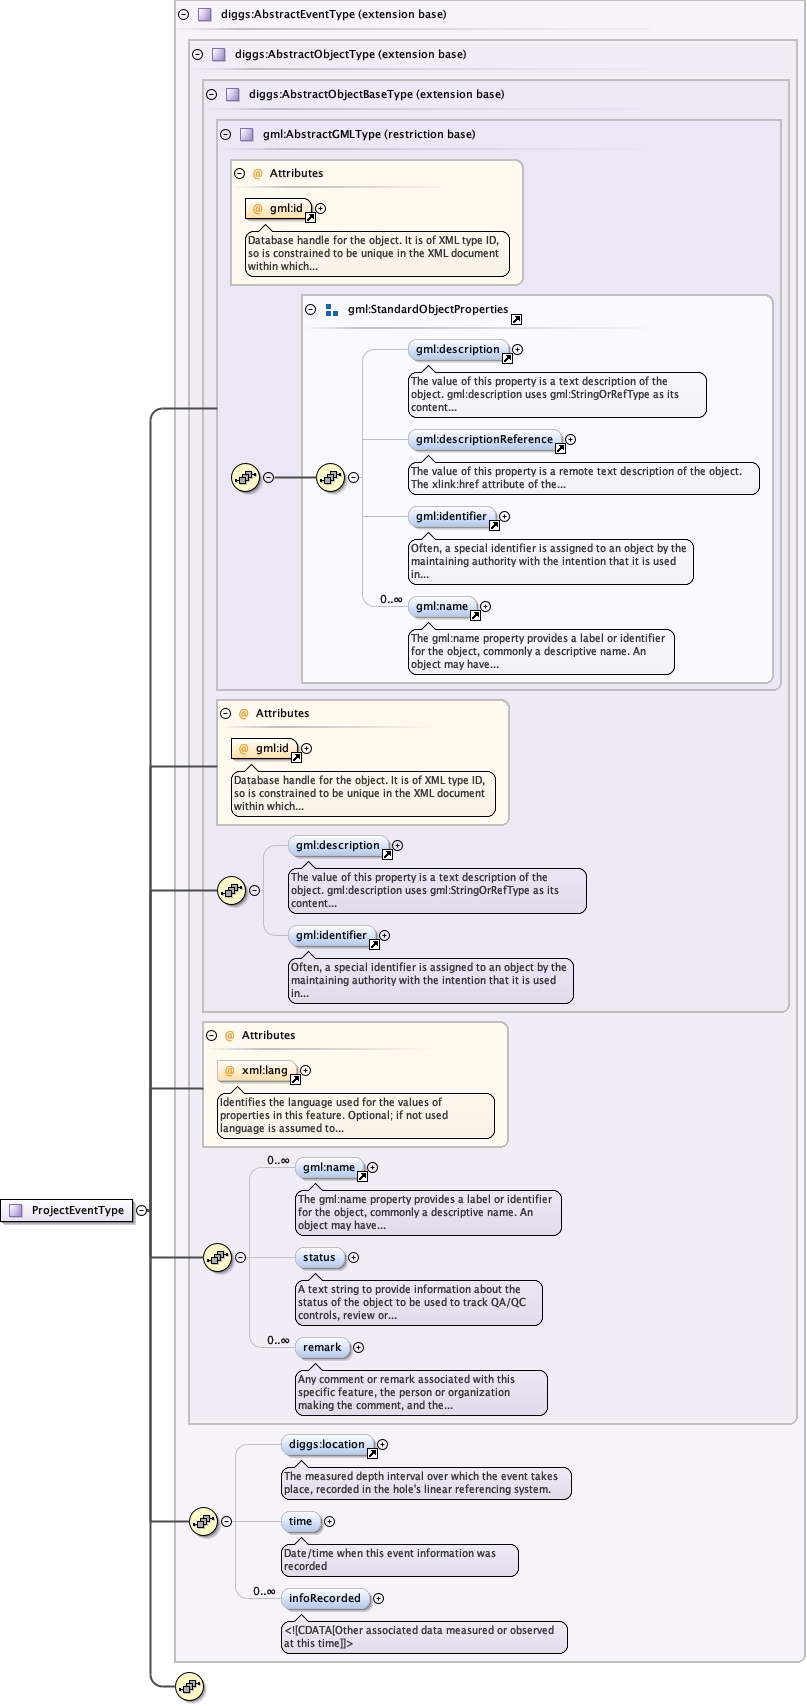 diggs:AbstractEventType (extension base)
diggs:AbstractObjectType (extension base)
diggs:AbstractObjectBaseType (extension base)
gml:AbstractGMLType (restriction base)
@ Attributes
@ gml:id
Database handle for the object. It is of XML type ID,
so is constrained to be unique in the XML document
within which...
gml:StandardObjectProperties
gml:description
The value of this property is a text description of the
object. gml:description uses gml:StringOrRefType as its
content...
gml:descriptionReference
The value of this property is a remote text description of the object.
The xlink:href attribute of the...
gml:identifier
Often, a special identifier is assigned to an object by the
maintaining authority with the intention that it is used
in...
0..∞
gml:name
The gml:name property provides a label or identifier
for the object, commonly a descriptive name. An
object may have...
@ Attributes
@ gml:id
Database handle for the object. It is of XML type ID,
so is constrained to be unique in the XML document
within which...
gml:description
The value of this property is a text description of the
object. gml:description uses gml:StringOrRefType as its
content...
gml:identifier
Often, a special identifier is assigned to an object by the
maintaining authority with the intention that it is used
in...
@ Attributes
@ xml:lang
Identifies the language used for the values of
properties in this feature. Optional; if not used
language is assumed to...
0..∞
gml:name
The gml:name property provides a label or identifier
for the object, commonly a descriptive name. An
object may have...
ProjectEventType
status
A text string to provide information about the
status of the object to be used to track QA/QC
controls, review or...
0..∞
remark
Any comment or remark associated with this
specific feature, the person or organization
making the comment, and the...
diggs:location
The measured depth interval over which the event takes
place, recorded in the hole's linear referencing system.
time
Date/time when this event information was
recorded
0..∞
infoRecorded
<![CDATA[Other associated data measured or observed
at this time]]>